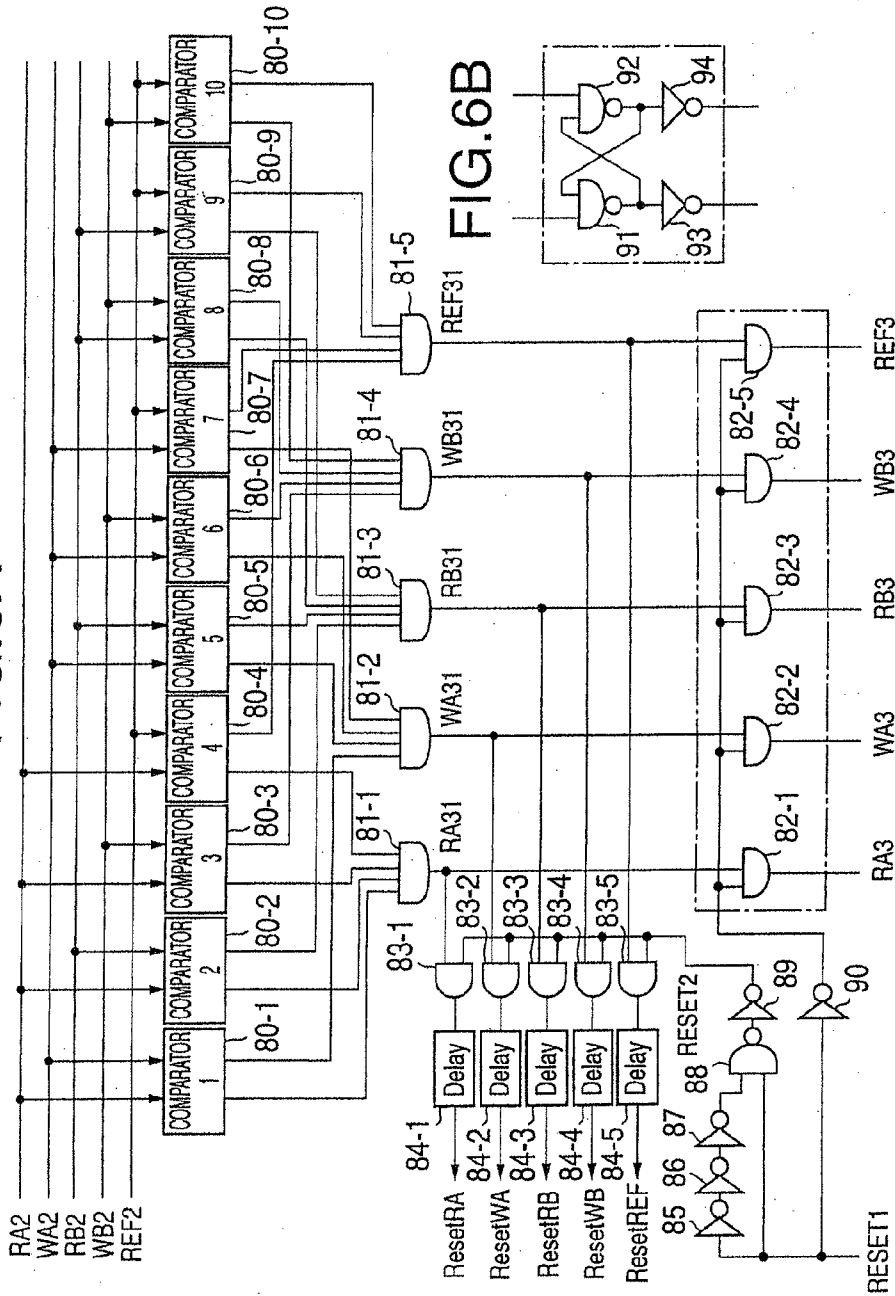 RA2
WA2
RB2
WB2
REF2
COMPARATOR 1
COMPARATOR 2
COMPARATOR 3
COMPARATOR 4
COMPARATOR 5
COMPARATOR 6
COMPARATOR 7
COMPARATOR 8
COMPARATOR 9
COMPARATOR 10
80-1
80-2
80-3
80-4
80-5
80-6
80-7
80-8
80-9
80-10
81-1
81-2
81-3
81-4
81-5
RA31
WA31
RB31
WB31
REF31
83-1
83-2
83-3
83-4
83-5
Delay
Delay
Delay
Delay
Delay
84-1
84-2
84-3
84-4
84-5
ResetRA
ResetWA
ResetRB
ResetWB
ResetREF
RESET2
85
86
87
88
89
90
RESET1
82-1
82-2
82-3
82-4
82-5
RA3
WA3
RB3
WB3
REF3
FIG.6B
91
92
93
94